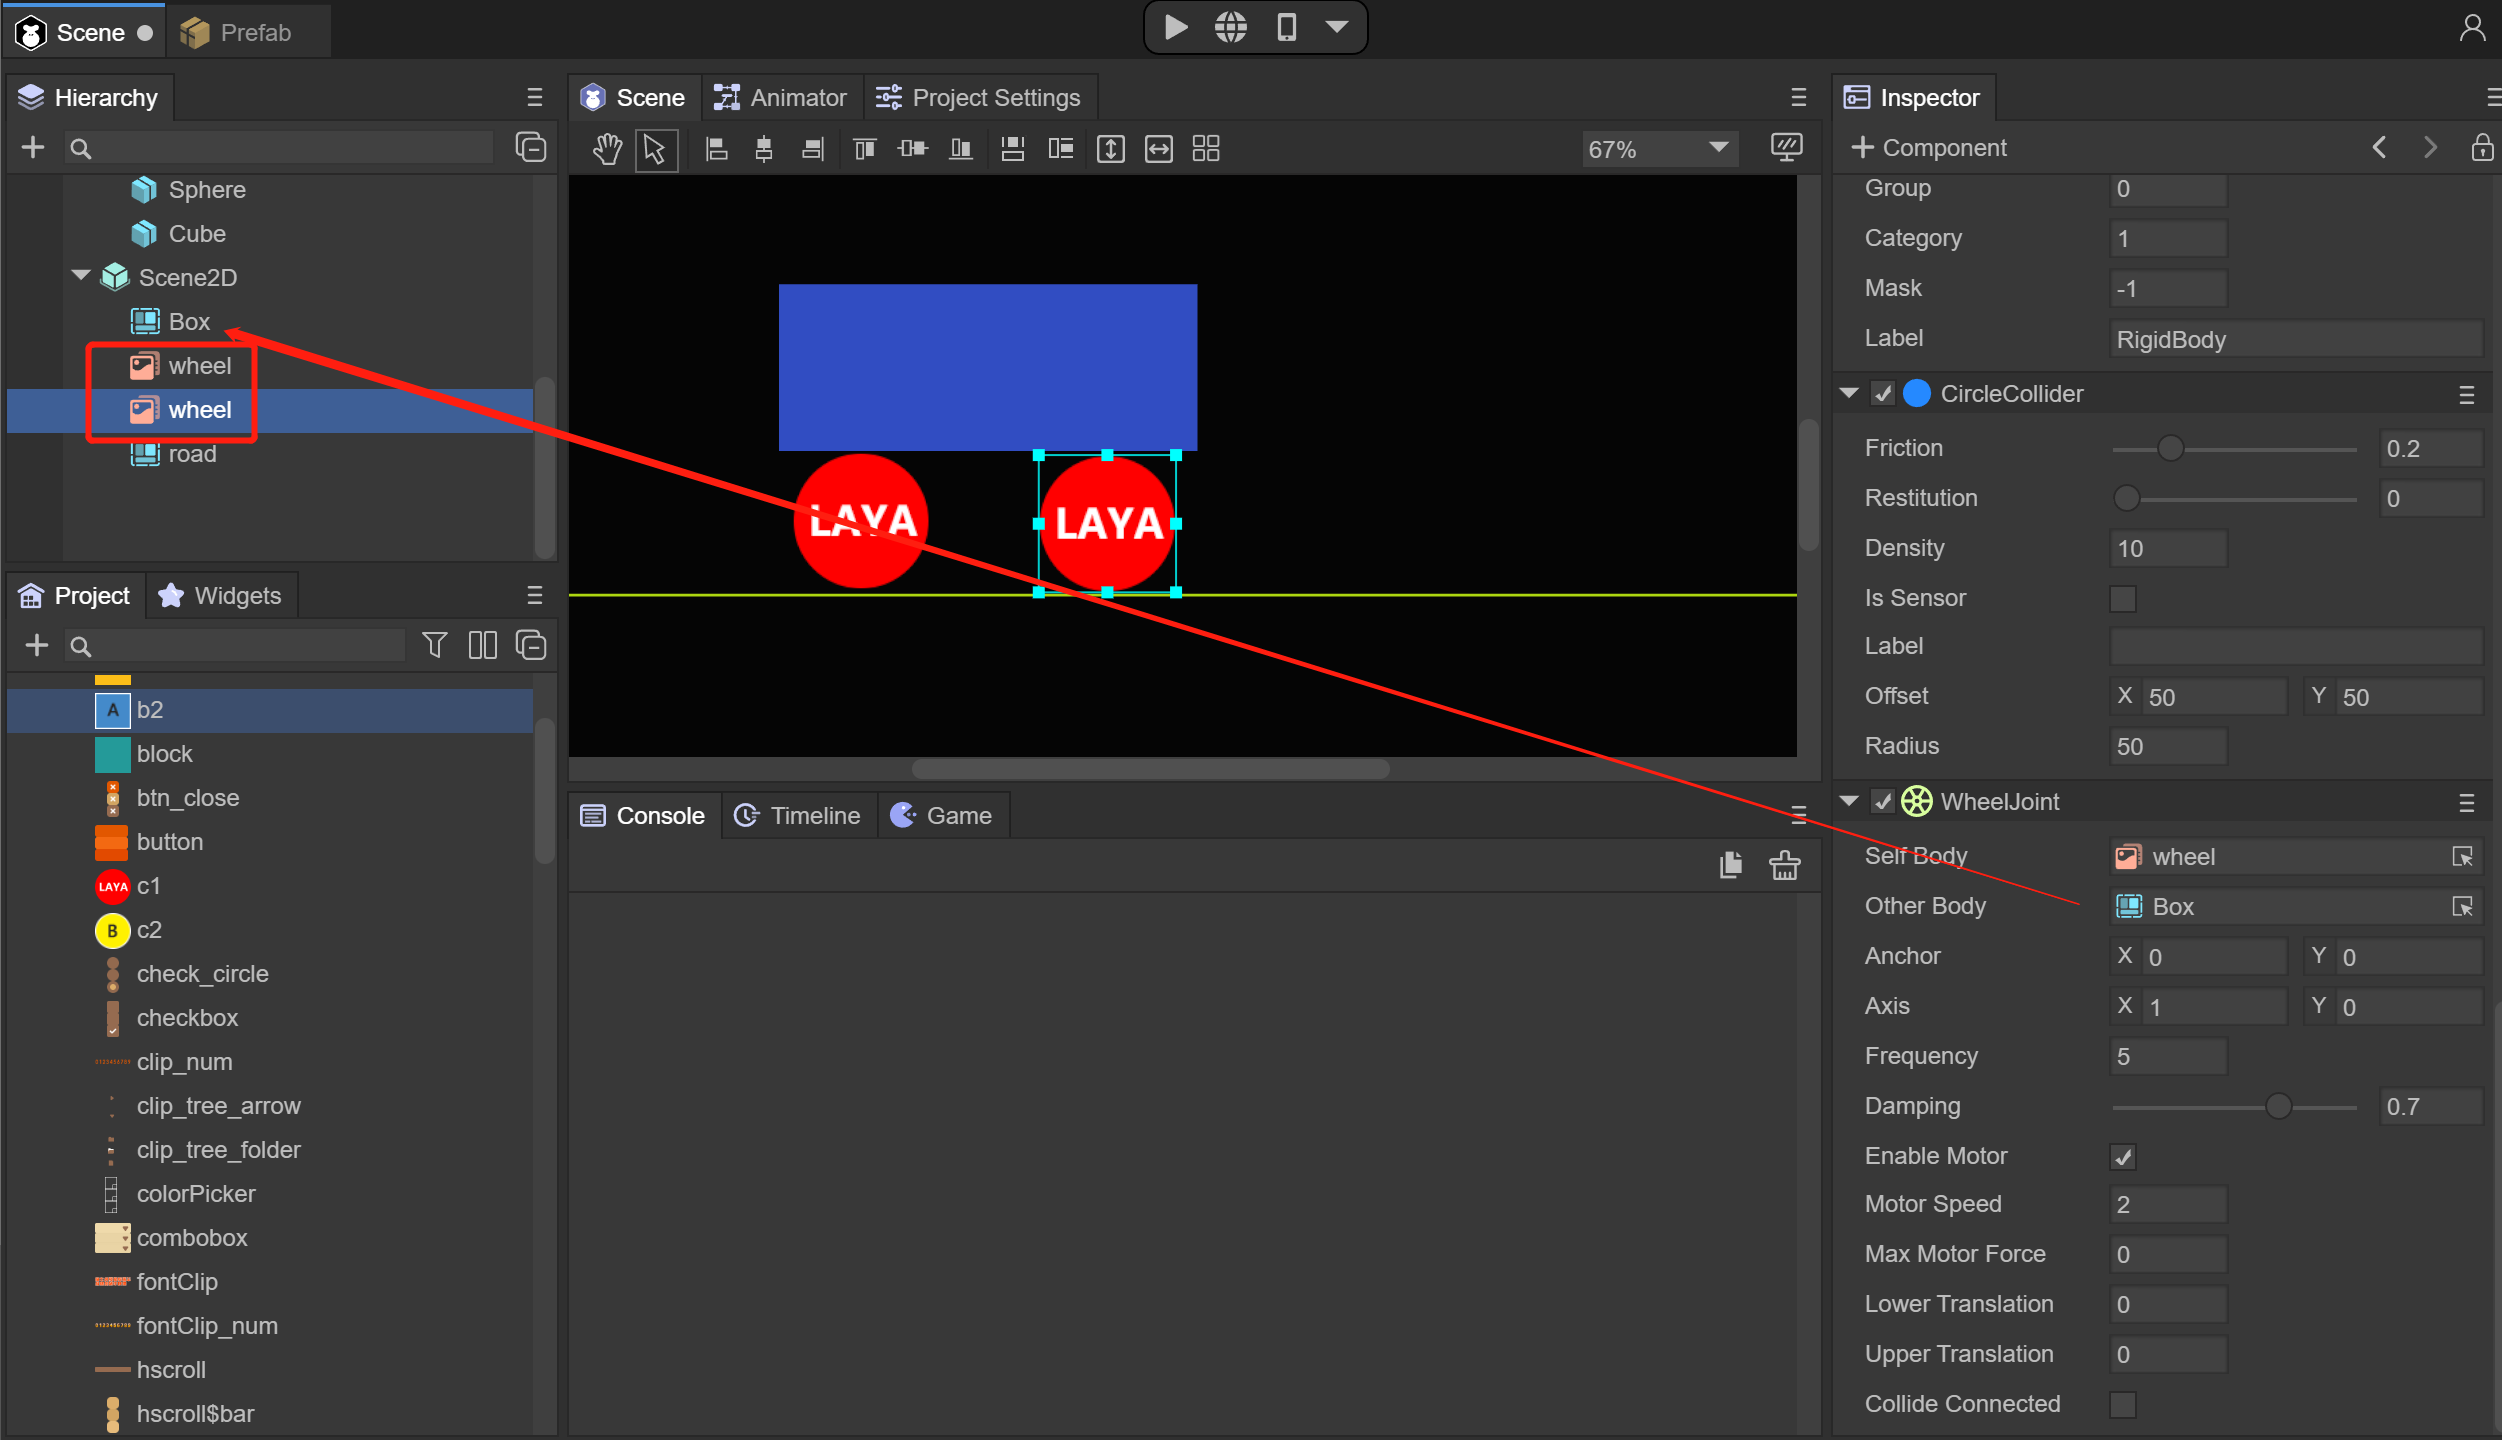 Scene
Prefab
Hierarchy
Sphere
Cube
Scene2D
Box
wheel
wheel
road
Project
Widgets
b2
block
btn_close
button
c1
c2
check_circle
checkbox
clip_num
clip_tree_arrow
clip_tree_folder
colorPicker
combobox
fontClip
fontClip_num
hscroll
hscroll$bar
A
LAYA
B
Scene
Animator
Project Settings
67%
LAYA
LAYA
Console
Timeline
Game
Inspector
Component
Group 0
Category 1
Mask -1
Label RigidBody
CircleCollider
Friction 0.2
Restitution 0
Density 10
Is Sensor
Label
Offset X 50 Y 50
Radius 50
WheelJoint
Self Body wheel
Other Body Box
Anchor X 0 Y 0
Axis X 1 Y 0
Frequency 5
Damping 0.7
Enable Motor
Motor Speed 2
Max Motor Force 0
Lower Translation 0
Upper Translation 0
Collide Connected